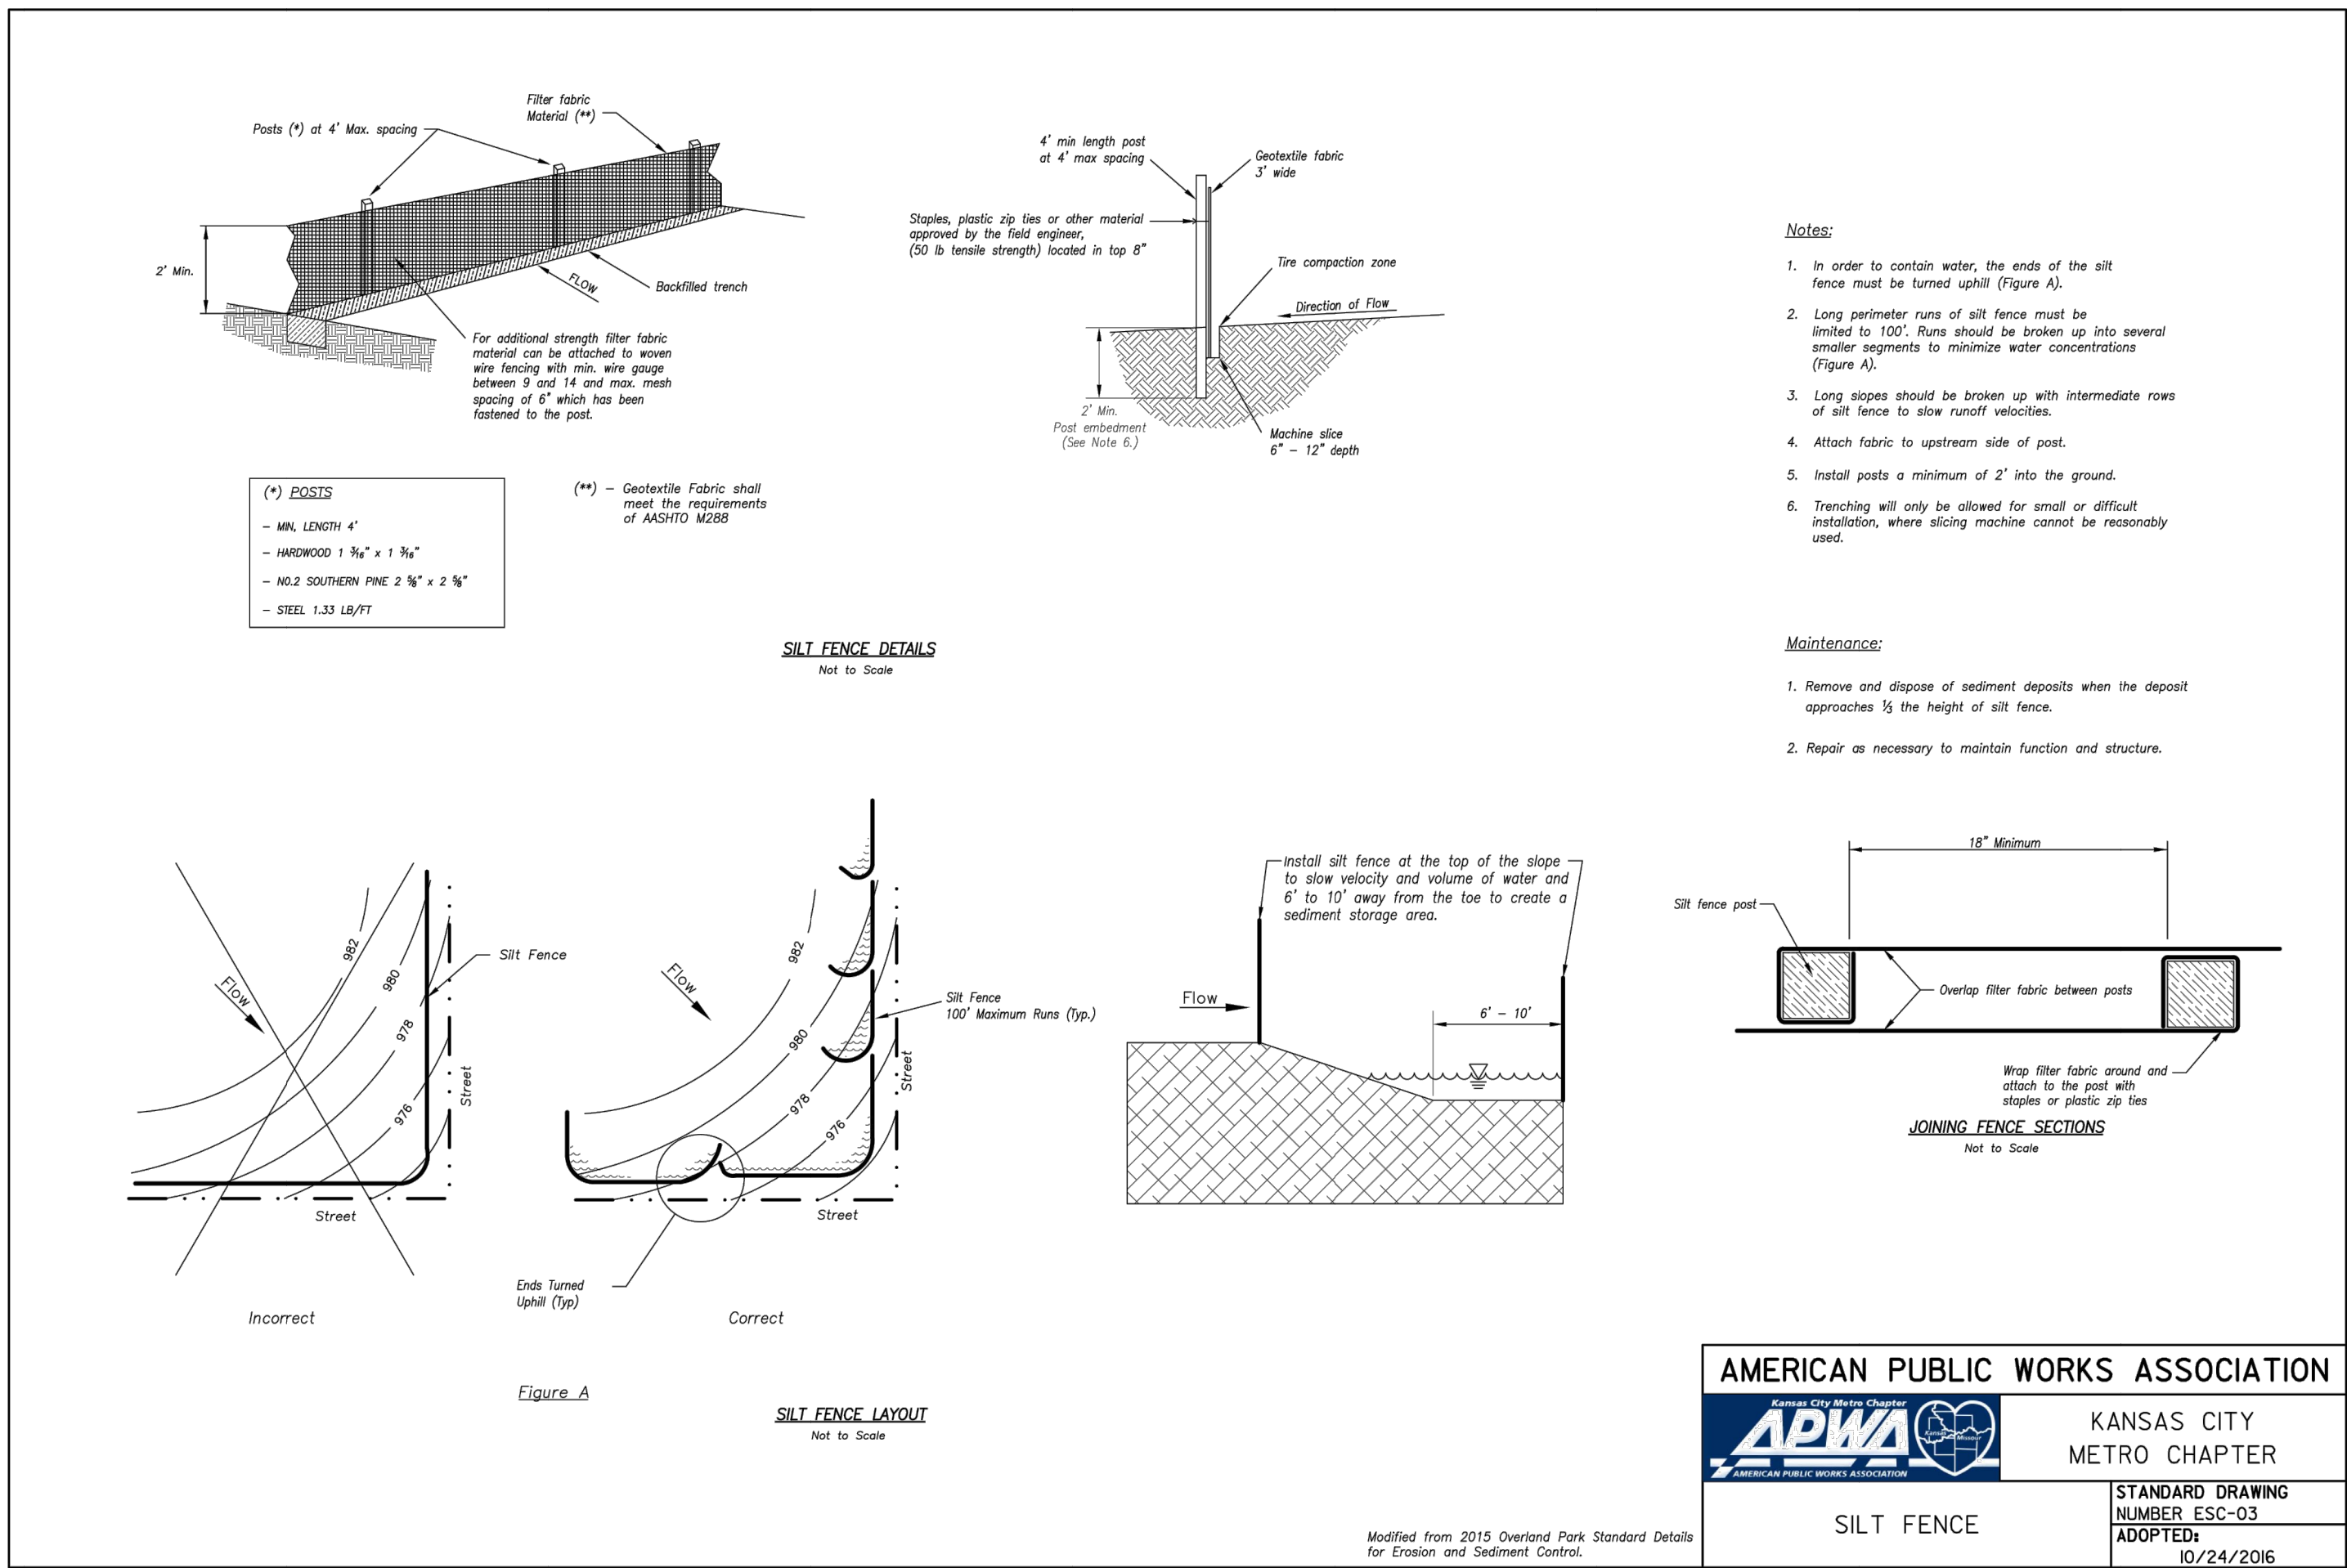 Filter fabric
Material (**)
Posts (*) at 4' Max. spacing
2' Min.
FLOW
Backfilled trench
For additional strength filter fabric
material can be attached to woven
wire fencing with min. wire gauge
between 9 and 14 and max. mesh
spacing of 6" which has been
fastened to the post.
(*) POSTS
– MIN, LENGTH 4'
– HARDWOOD 1 3/16" x 1 3/16"
– NO.2 SOUTHERN PINE 2 5/8" x 2 5/8"
– STEEL 1.33 LB/FT
(**) – Geotextile Fabric shall
meet the requirements
of AASHTO M288
4' min length post
at 4' max spacing
Geotextile fabric
3' wide
Staples, plastic zip ties or other material
approved by the field engineer,
(50 lb tensile strength) located in top 8"
Tire compaction zone
Direction of Flow
2' Min.
Post embedment
(See Note 6.)
Machine slice
6" – 12" depth
SILT FENCE DETAILS
Not to Scale
Notes:
1. In order to contain water, the ends of the silt
fence must be turned uphill (Figure A).
2. Long perimeter runs of silt fence must be
limited to 100'. Runs should be broken up into several
smaller segments to minimize water concentrations
(Figure A).
3. Long slopes should be broken up with intermediate rows
of silt fence to slow runoff velocities.
4. Attach fabric to upstream side of post.
5. Install posts a minimum of 2' into the ground.
6. Trenching will only be allowed for small or difficult
installation, where slicing machine cannot be reasonably
used.
Maintenance:
1. Remove and dispose of sediment deposits when the deposit
approaches 1/3 the height of silt fence.
2. Repair as necessary to maintain function and structure.
982
980
978
976
Flow
Silt Fence
Street
Street
Incorrect
982
980
978
976
Flow
Silt Fence
100' Maximum Runs (Typ.)
Street
Street
Ends Turned
Uphill (Typ)
Correct
Figure A
SILT FENCE LAYOUT
Not to Scale
Install silt fence at the top of the slope
to slow velocity and volume of water and
6' to 10' away from the toe to create a
sediment storage area.
Flow
6' – 10'
18" Minimum
Silt fence post
Overlap filter fabric between posts
Wrap filter fabric around and
attach to the post with
staples or plastic zip ties
JOINING FENCE SECTIONS
Not to Scale
Modified from 2015 Overland Park Standard Details
for Erosion and Sediment Control.
AMERICAN PUBLIC WORKS ASSOCIATION
Kansas City Metro Chapter
APWA
Kansas
Missouri
AMERICAN PUBLIC WORKS ASSOCIATION
KANSAS CITY
METRO CHAPTER
SILT FENCE
STANDARD DRAWING
NUMBER ESC-03
ADOPTED:
10/24/2016